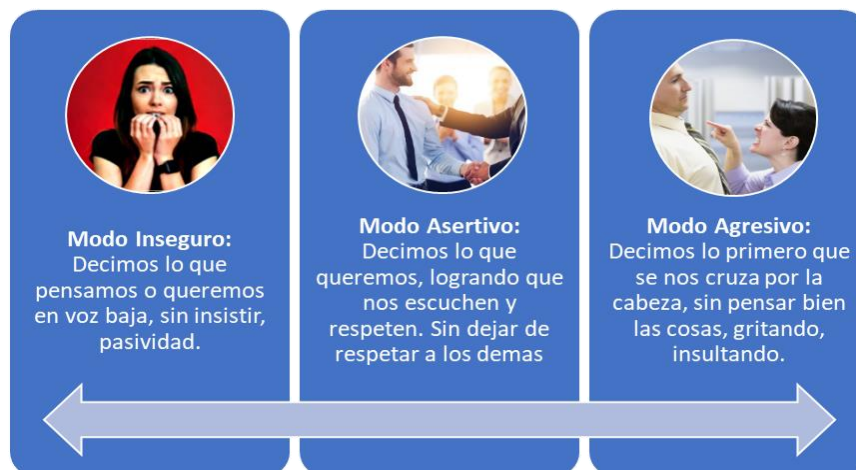 Modo Inseguro:
Decimos lo que
pensamos o queremos
en voz baja, sin insistir,
pasividad.
Modo Asertivo:
Decimos lo que
queremos, logrando que
nos escuchen y
respeten. Sin dejar de
respetar a los demas
Modo Agresivo:
Decimos lo primero que
se nos cruza por la
cabeza, sin pensar bien
las cosas, gritando,
insultando.